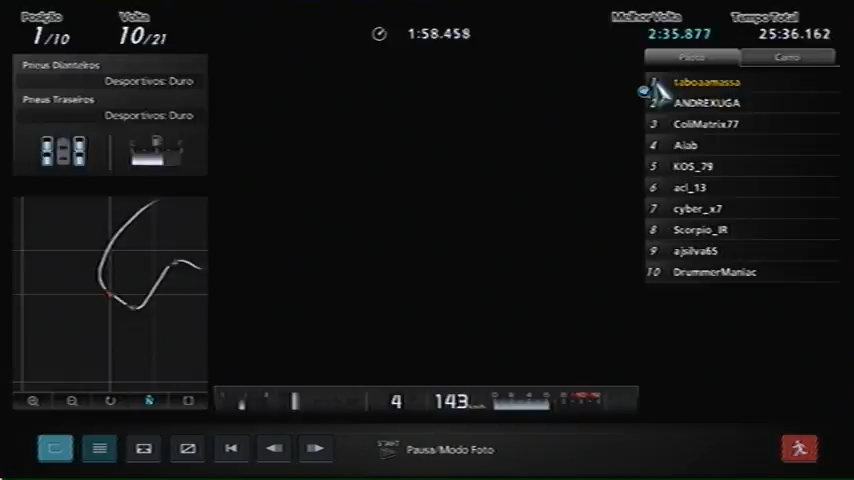 Posição
Volta
Melhor Volta
Tempo Total
1/10
10/21
1:58.458
2:35.877
25:36.162
Pneus Dianteiros
Desportivos: Duro
Pneus Traseiros
Desportivos: Duro
Piloto
Carro
1 taboaamassa
2 ANDREXUGA
3 ColiMatrix77
4 Alab
5 KOS_79
6 acl_13
7 cyber_x7
8 Scorpio_IR
9 ajsilva65
10 DrummerManiac
N
4
143 km/h
START
Pausa/Modo Foto